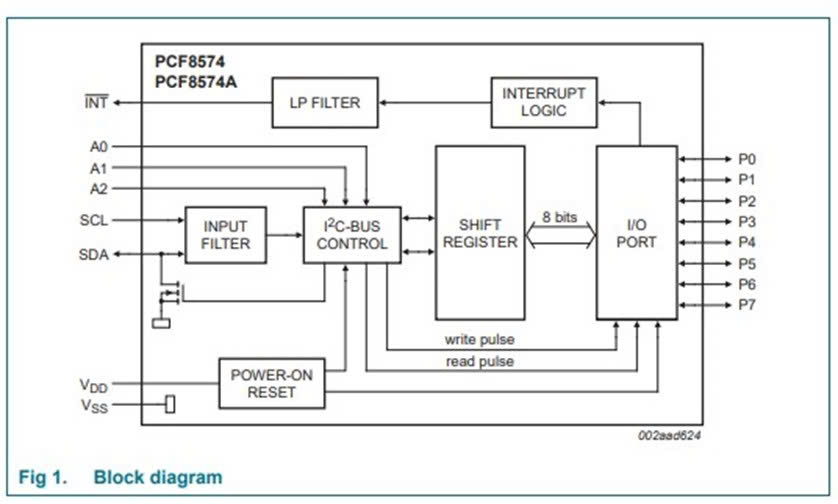 PCF8574
PCF8574A
INT
LP FILTER
INTERRUPT
LOGIC
A0
A1
A2
SCL
SDA
INPUT
FILTER
I²C-BUS
CONTROL
SHIFT
REGISTER
8 bits
I/O
PORT
P0
P1
P2
P3
P4
P5
P6
P7
write pulse
read pulse
POWER-ON
RESET
VDD
VSS
002aad624
Fig 1. Block diagram